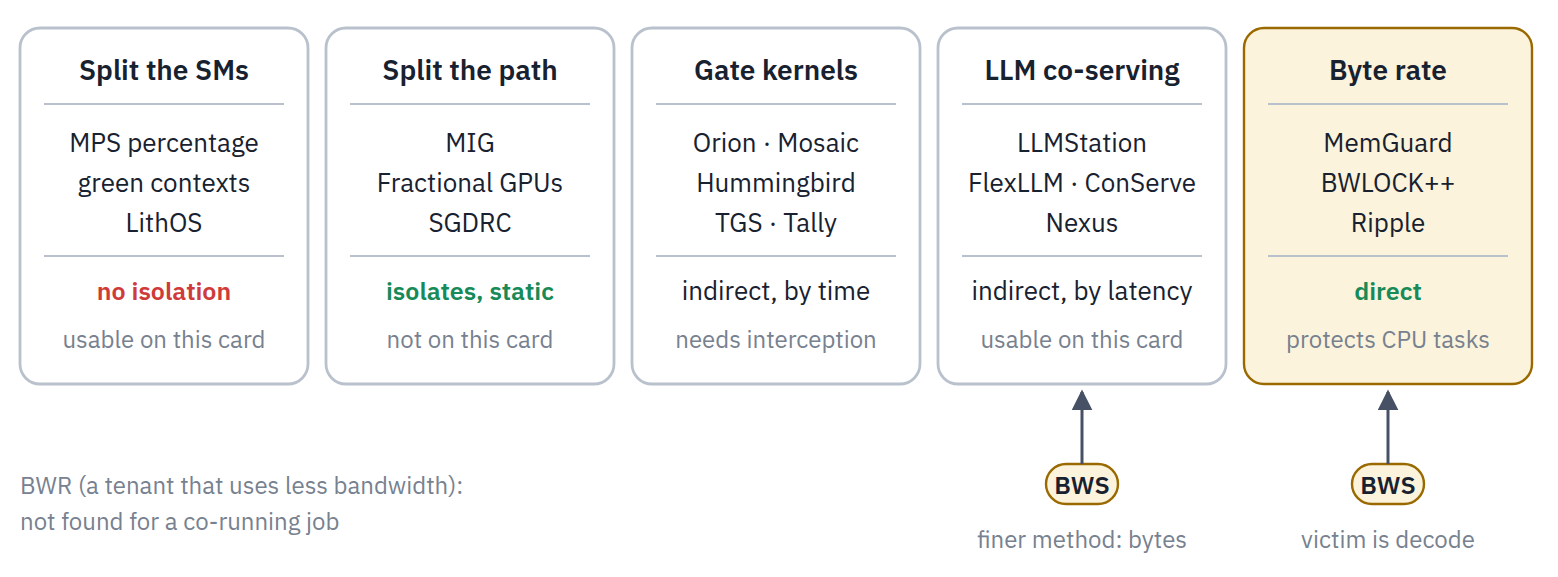 Split the SMs
MPS percentage
green contexts
LithOS
no isolation
usable on this card
Split the path
MIG
Fractional GPUs
SGDRC
isolates, static
not on this card
Gate kernels
Orion · Mosaic
Hummingbird
TGS · Tally
indirect, by time
needs interception
LLM co-serving
LLMStation
FlexLLM · ConServe
Nexus
indirect, by latency
usable on this card
Byte rate
MemGuard
BWLOCK++
Ripple
direct
protects CPU tasks
BWR (a tenant that uses less bandwidth):
not found for a co-running job
BWS
finer method: bytes
BWS
victim is decode